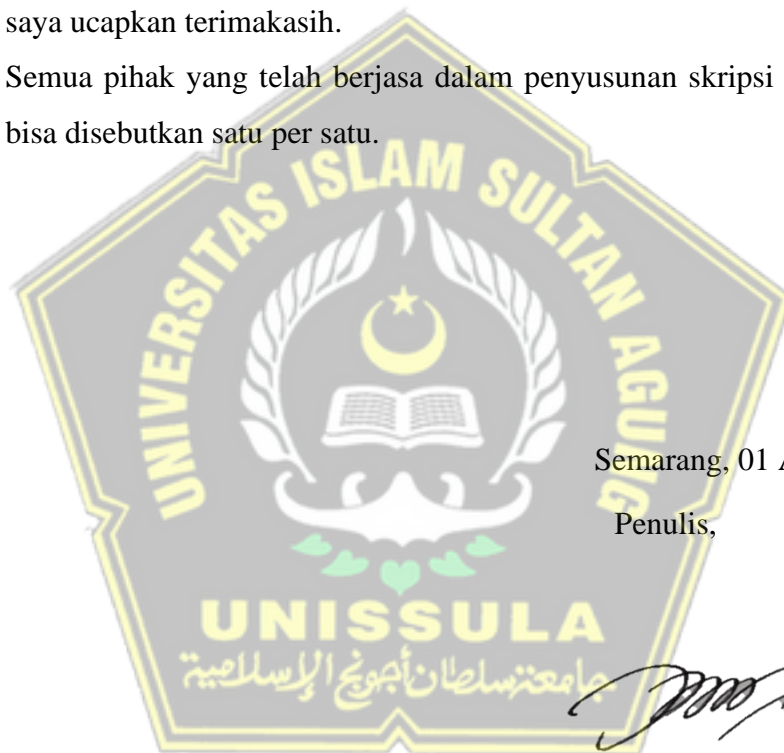 saya ucapkan terimakasih.
Semua pihak yang telah berjasa dalam penyusunan skripsi
bisa disebutkan satu per satu.
UNIVERSITAS ISLAM SULTAN AGUNG
Semarang, 01
Penulis,
UNISSULA
جامعة سلطان أجونج الإسلامية